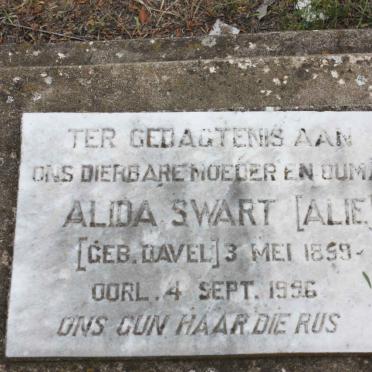 TER GEDAGTENIS AAN
ONS DIERBARE MOEDER EN OUMA
ALIDA SWART [ALIE]
[GEB. DAVEL] 3 MEI 1899 -
OORL. 4 SEPT. 1996
ONS GUN HAAR DIE RUS